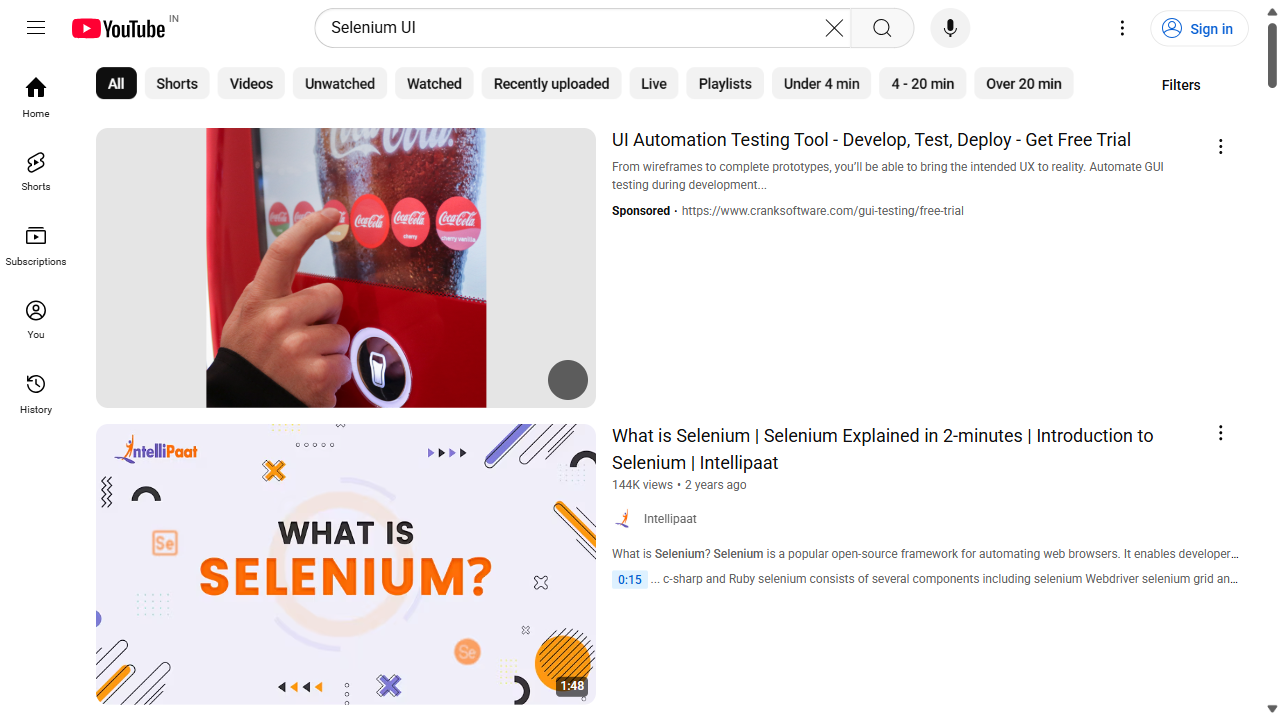 YouTube IN
Selenium UI
Sign in
All Shorts Videos Unwatched Watched Recently uploaded Live Playlists Under 4 min 4 - 20 min Over 20 min Filters
Home
Shorts
Subscriptions
You
History
Coca-Cola
Coca-Cola Coca-Cola Coca-Cola
cherry cherry vanilla
UI Automation Testing Tool - Develop, Test, Deploy - Get Free Trial
From wireframes to complete prototypes, you'll be able to bring the intended UX to reality. Automate GUI
testing during development...
Sponsored · https://www.cranksoftware.com/gui-testing/free-trial
IntelliPaat
Se
WHAT IS
SELENIUM?
Se
1:48
What is Selenium | Selenium Explained in 2-minutes | Introduction to
Selenium | Intellipaat
144K views • 2 years ago
Intellipaat
What is Selenium? Selenium is a popular open-source framework for automating web browsers. It enables developer...
0:15 ... c-sharp and Ruby selenium consists of several components including selenium Webdriver selenium grid an...